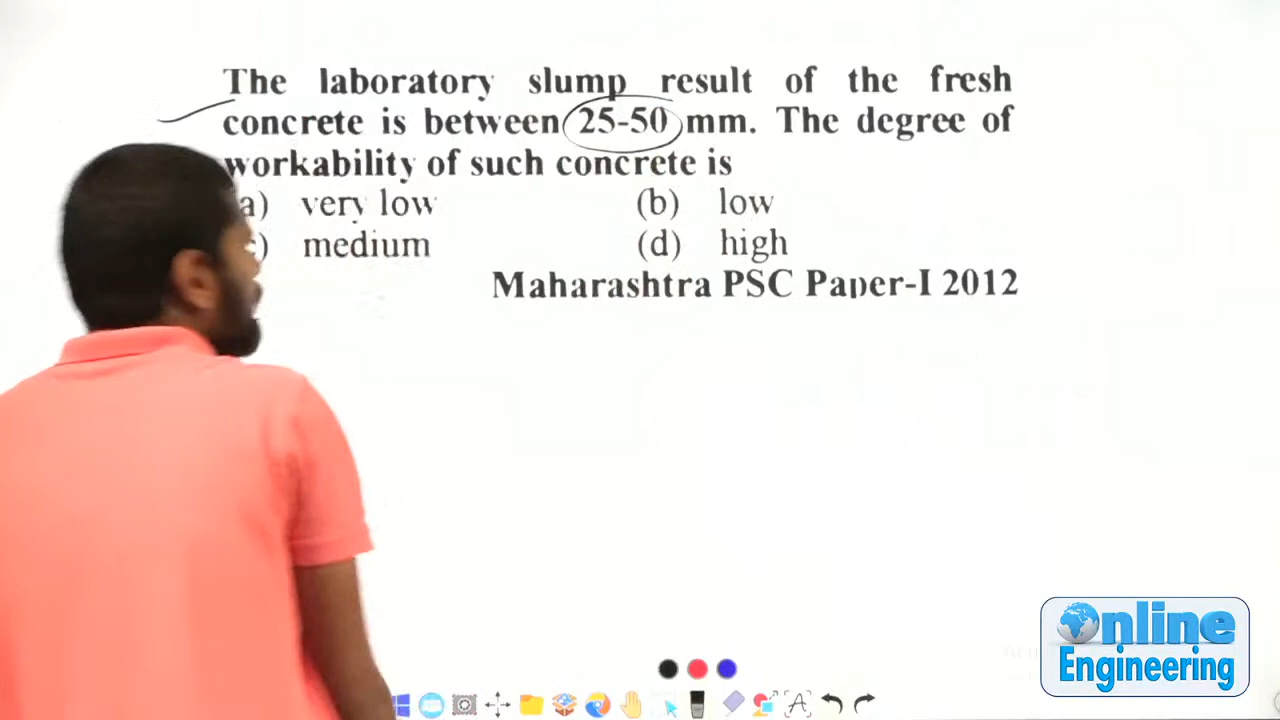 The laboratory slump result of the fresh
concrete is between 25-50 mm. The degree of
workability of such concrete is
a) very low (b) low
) medium (d) high
Maharashtra PSC Paper-I 2012
Online
Engineering